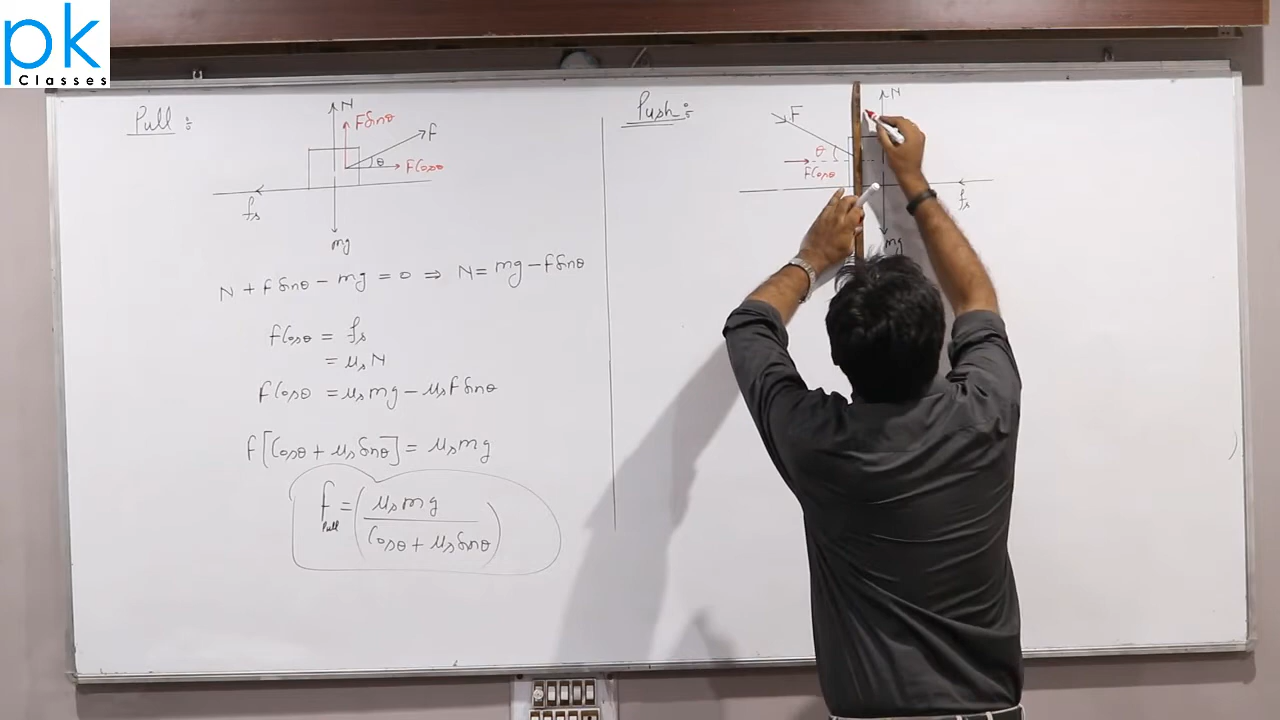 pk
Classes
Pull :
N
F sinθ
F
θ
F Cosθ
fs
mg
N + F sinθ - mg = 0 ⇒ N = mg - F sinθ
F Cosθ = fs
= μs N
F Cosθ = μs mg - μs F sinθ
F [Cosθ + μs sinθ] = μs mg
F Pull = ( μs mg / Cosθ + μs sinθ )
Push :
F
N
θ
F Cosθ
fs
mg